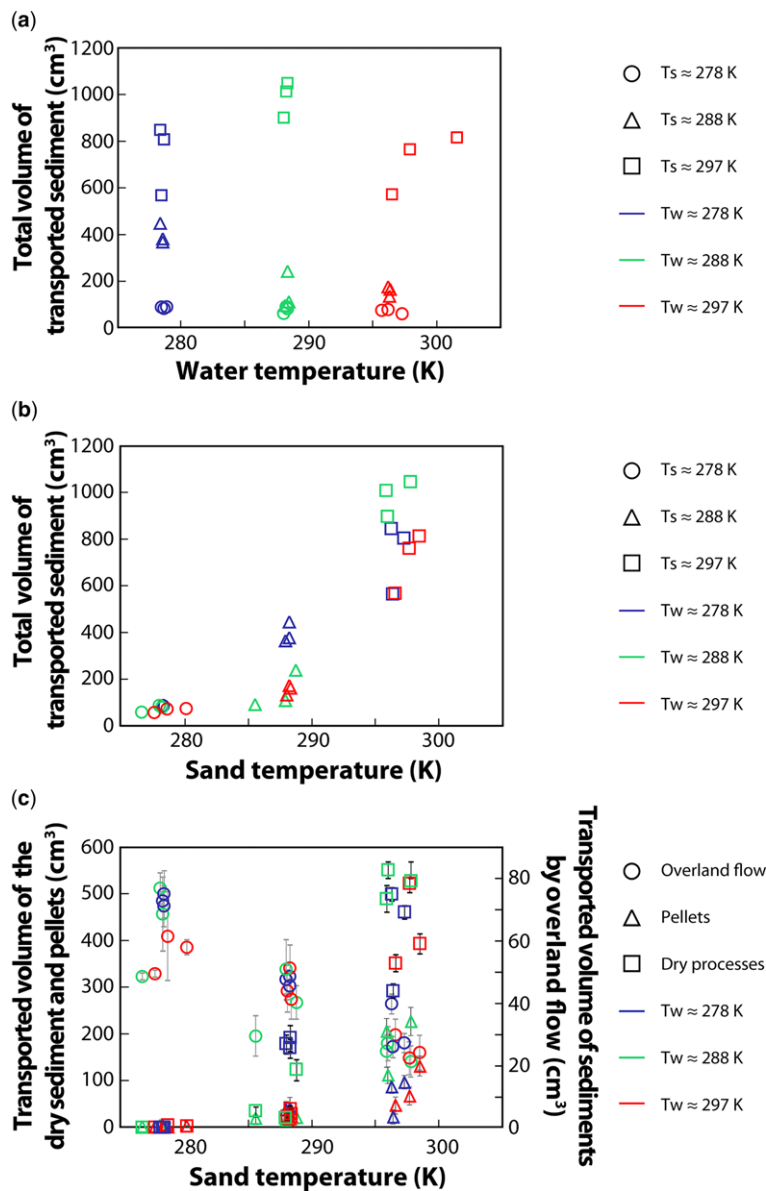 (a)
Total volume of
transported sediment (cm³)
1200
1000
800
600
400
200
0
280
290
300
Water temperature (K)
Ts ≈ 278 K
Ts ≈ 288 K
Ts ≈ 297 K
Tw ≈ 278 K
Tw ≈ 288 K
Tw ≈ 297 K
(b)
Total volume of
transported sediment (cm³)
1200
1000
800
600
400
200
0
280
290
300
Sand temperature (K)
Ts ≈ 278 K
Ts ≈ 288 K
Ts ≈ 297 K
Tw ≈ 278 K
Tw ≈ 288 K
Tw ≈ 297 K
(c)
Transported volume of the
dry sediment and pellets (cm³)
600
500
400
300
200
100
0
280
290
300
Sand temperature (K)
80
60
40
20
0
Transported volume of sediments
by overland flow (cm³)
Overland flow
Pellets
Dry processes
Tw ≈ 278 K
Tw ≈ 288 K
Tw ≈ 297 K